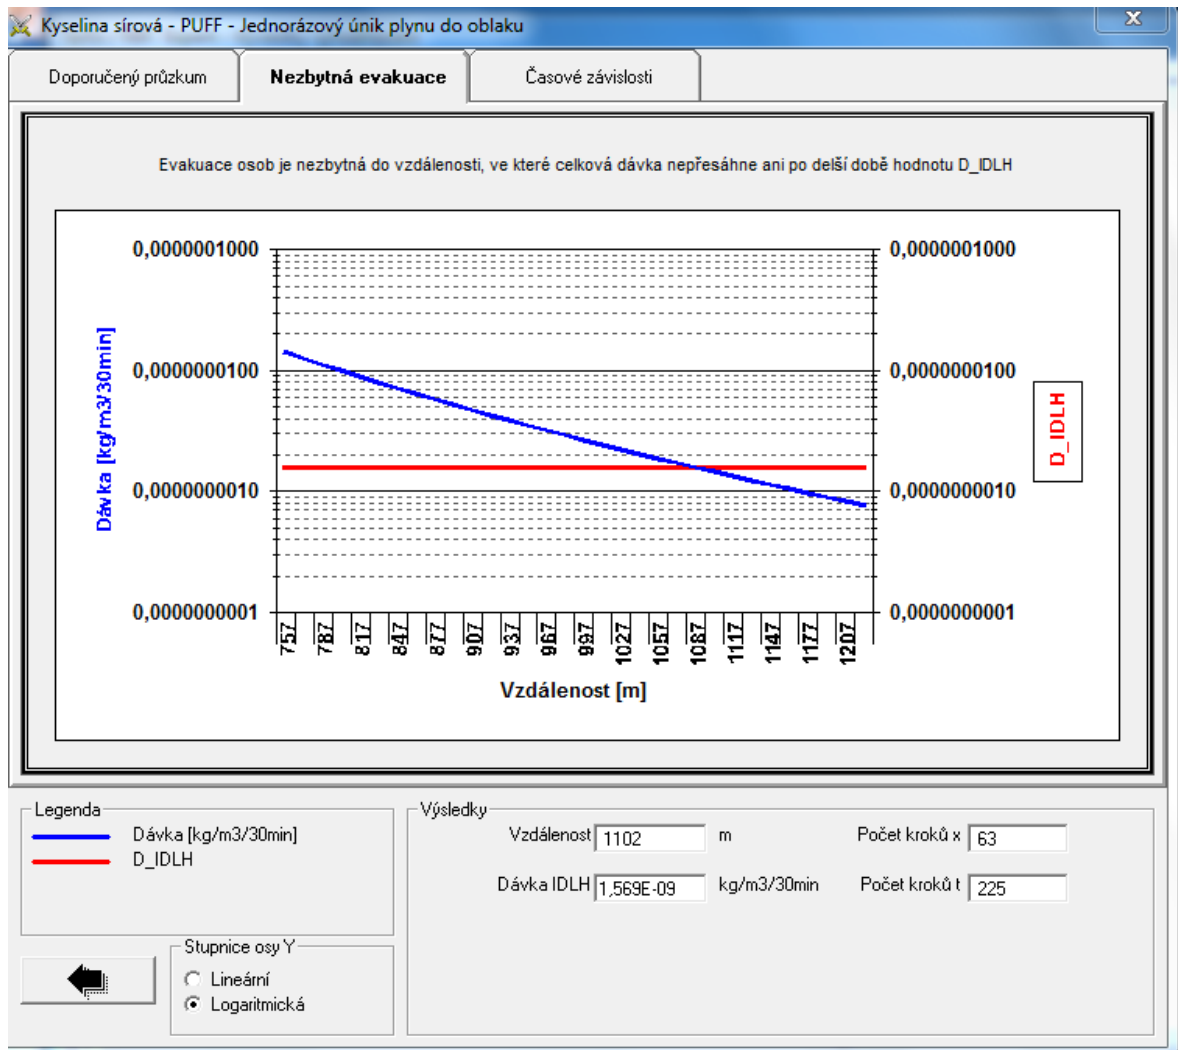 Kyselina sírová - PUFF - Jednorázový únik plynu do oblaku
Doporučený průzkum
Nezbytná evakuace
Časové závislosti
Evakuace osob je nezbytná do vzdálenosti, ve které celková dávka nepřesáhne ani po delší době hodnotu D_IDLH
0,0000001000
0,0000000100
0,0000000010
0,0000000001
Dávka [kg/m3/30min]
0,0000001000
0,0000000100
0,0000000010
0,0000000001
D_IDLH
757
787
817
847
877
907
937
967
997
1027
1057
1087
1117
1147
1177
1207
Vzdálenost [m]
Legenda
Dávka [kg/m3/30min]
D_IDLH
Stupnice osy Y
Lineární
Logaritmická
Výsledky
Vzdálenost 1102 m
Počet kroků x 63
Dávka IDLH 1,569E-09 kg/m3/30min
Počet kroků t 225